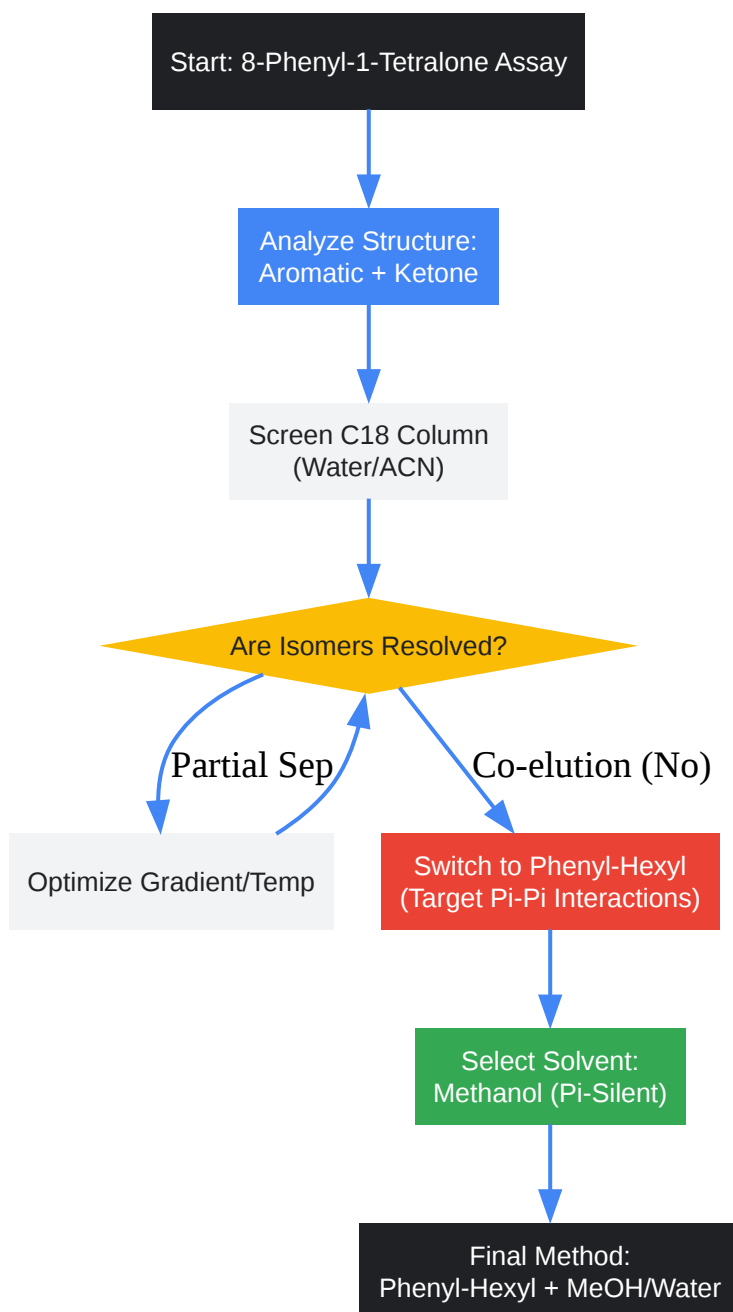 Start: 8-Phenyl-1-Tetralone Assay
Analyze Structure:
Aromatic + Ketone
Screen C18 Column
(Water/ACN)
Are Isomers Resolved?
Partial Sep
Co-elution (No)
Optimize Gradient/Temp
Switch to Phenyl-Hexyl
(Target Pi-Pi Interactions)
Select Solvent:
Methanol (Pi-Silent)
Final Method:
Phenyl-Hexyl + MeOH/Water